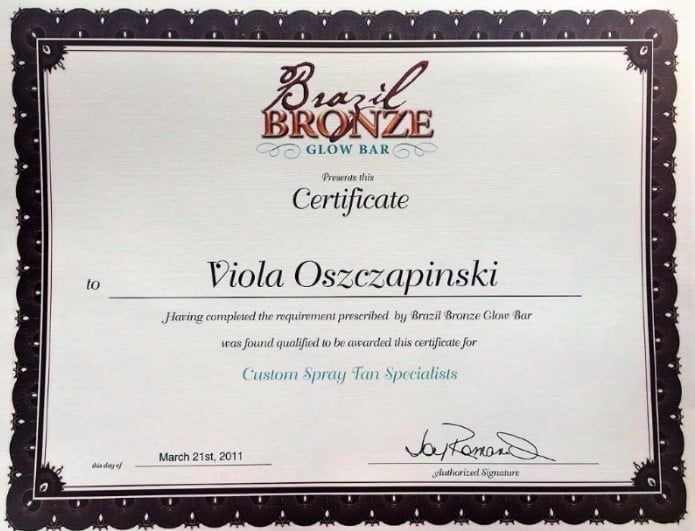 Brazil
BRONZE
GLOW BAR
Presents this
Certificate
to Viola Oszczapinski
Having completed the requirement prescribed by Brazil Bronze Glow Bar
was found qualified to be awarded this certificate for
Custom Spray Tan Specialists
this day of March 21st, 2011
Authorized Signature